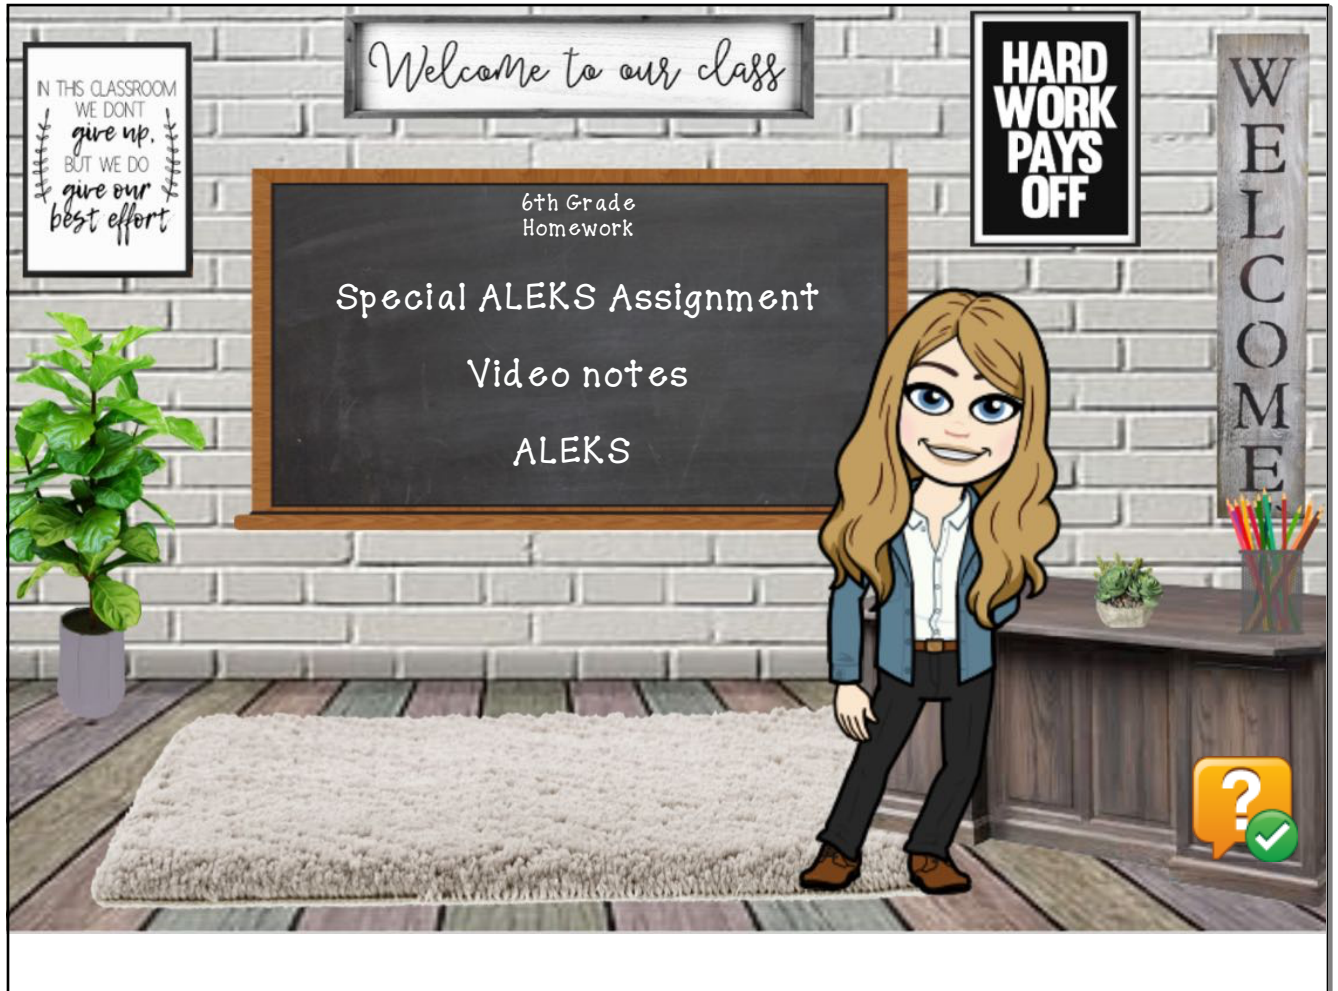 IN THIS CLASSROOM
WE DON'T
give up,
BUT WE DO
give our
best effort
Welcome to our class
HARD
WORK
PAYS
OFF
WELCOME
6th Grade
Homework
Special ALEKS Assignment
Video notes
ALEKS
?